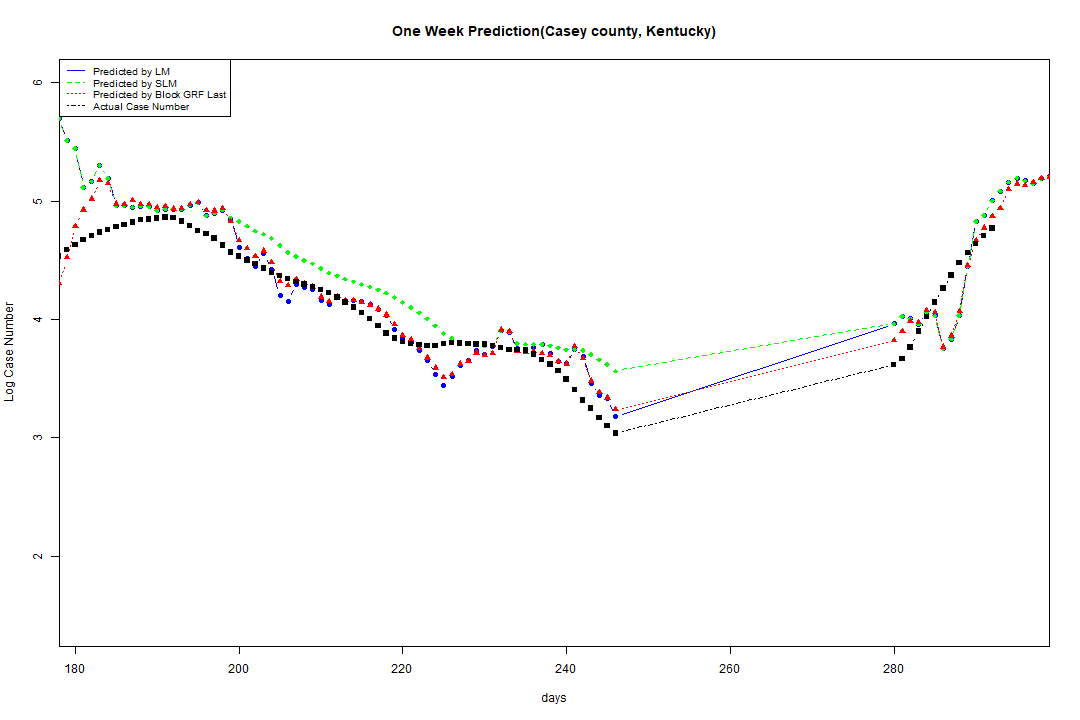 One Week Prediction(Casey county, Kentucky)
Predicted by LM
Predicted by SLM
Predicted by Block GRF Last
Actual Case Number
6
5
4
3
2
Log Case Number
180 200 220 240 260 280
days